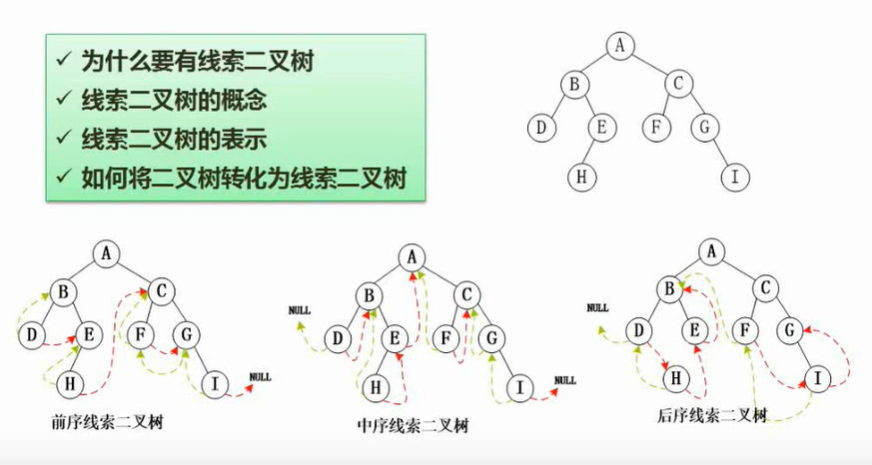 为什么要有线索二叉树
线索二叉树的概念
线索二叉树的表示
如何将二叉树转化为线索二叉树
A
B C
D E F G
H I
A
B C
D E F G
H I NULL
前序线索二叉树
A
NULL B C
D E F G
H I NULL
中序线索二叉树
A
NULL B C
D E F G
H I
后序线索二叉树